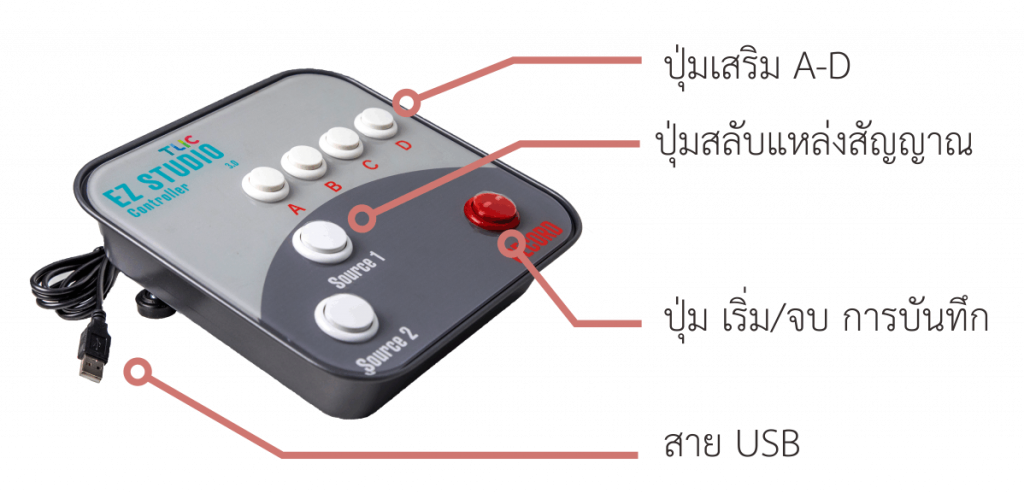 ปุ่มเสริม A-D
ปุ่มสลับแหล่งสัญญาณ
TLIC
EZ STUDIO
Controller 3.0
A B C D
Source 1
Source 2
ปุ่ม เริ่ม/จบ การบันทึก
สาย USB